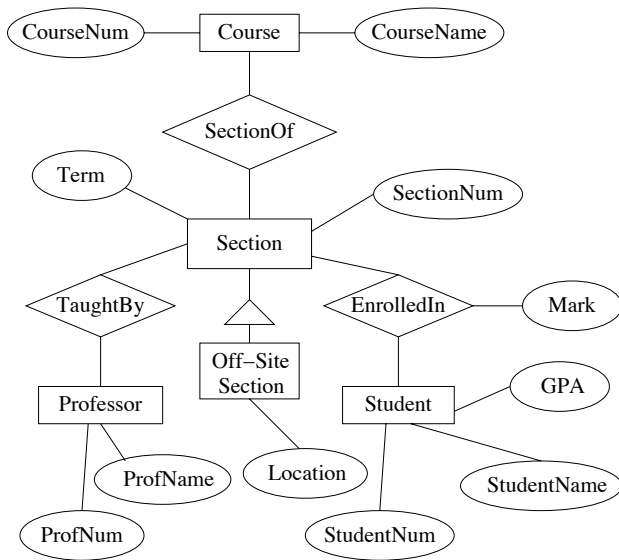 CourseNum
Course
CourseName
SectionOf
Term
SectionNum
Section
TaughtBy
EnrolledIn
Mark
Off−Site
Section
Professor
Student
GPA
ProfName
Location
StudentName
ProfNum
StudentNum